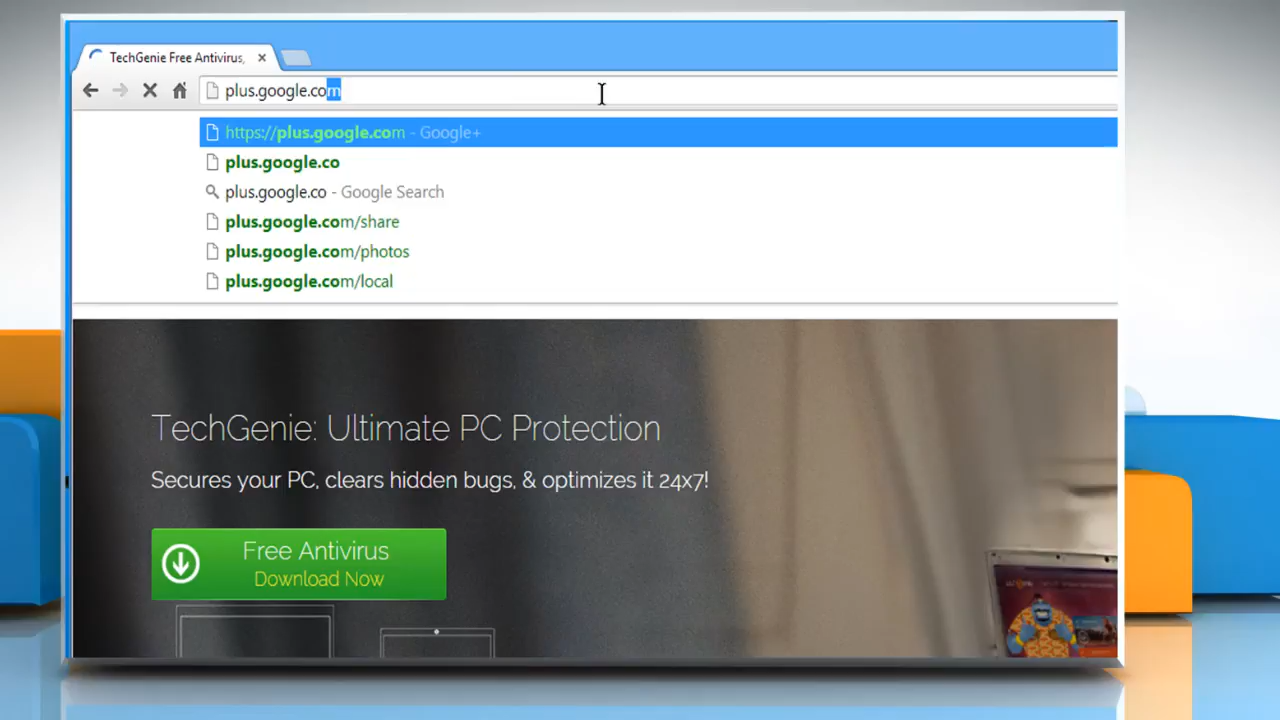 TechGenie Free Antivirus,
plus.google.com
https://plus.google.com - Google+
plus.google.co
plus.google.co - Google Search
plus.google.com/share
plus.google.com/photos
plus.google.com/local
TechGenie: Ultimate PC Protection
Secures your PC, clears hidden bugs, & optimizes it 24x7!
Free Antivirus
Download Now